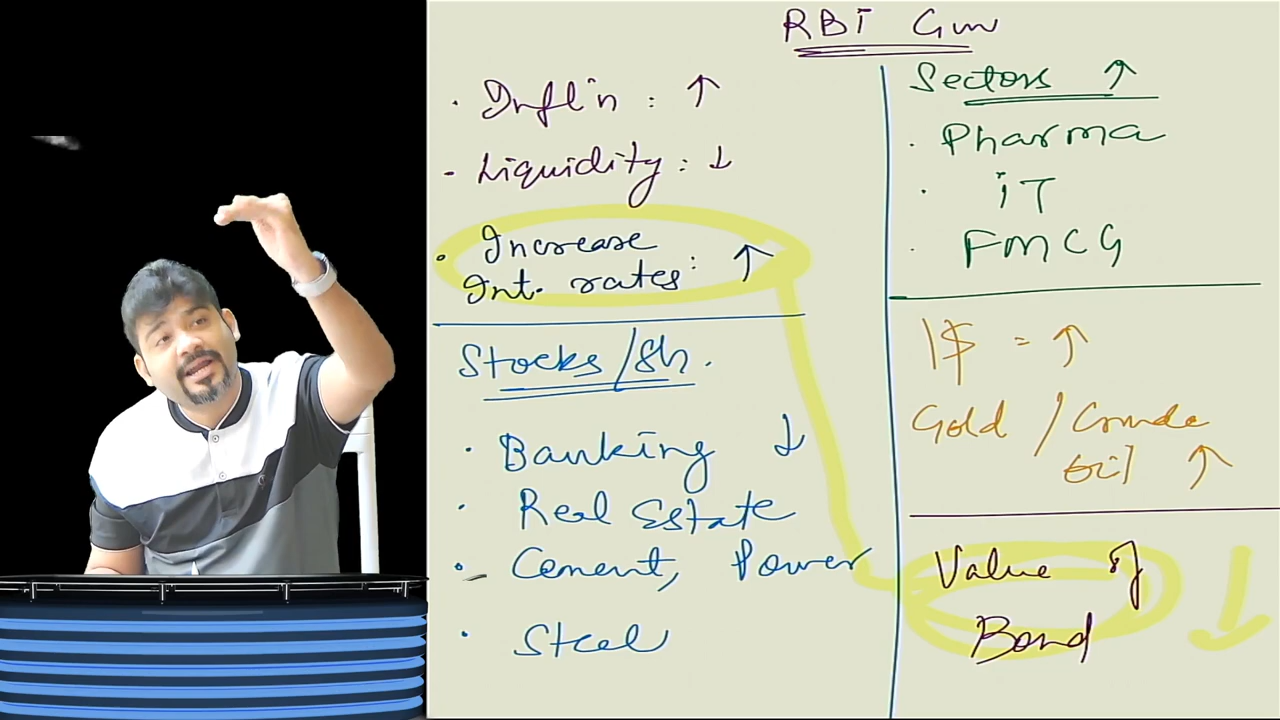 RBI Guv
· Infl'n : ↑
- Liquidity : ↓
· Increase
Int. rates : ↑
Stocks/Sh.
· Banking ↓
· Real Estate
· Cement, Power
· Steel
Sectors ↑
· Pharma
· iT
· FMCG
1$ = ↑
Gold / Crude
Oil ↑
Value of
Bond ↓